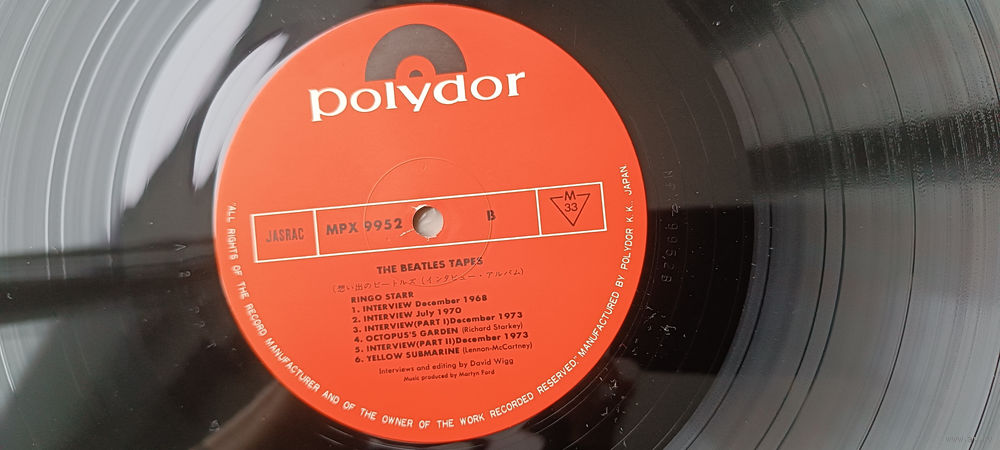 polydor
JASRAC
MPX 9952
B
M
33
THE BEATLES TAPES
(想い出のビートルズ (インタビュー・アルバム)
RINGO STARR
1. INTERVIEW December 1968
2. INTERVIEW July 1970
3. INTERVIEW(PART I)December 1973
4. OCTOPUS'S GARDEN (Richard Starkey)
5. INTERVIEW(PART II)December 1973
6. YELLOW SUBMARINE (Lennon-McCartney)
Interviews and editing by David Wigg
Music produced by Martyn Ford
"ALL RIGHTS OF THE RECORD MANUFACTURER AND OF THE OWNER OF THE WORK RECORDED RESERVED." MANUFACTURED BY POLYDOR K.K. JAPAN.